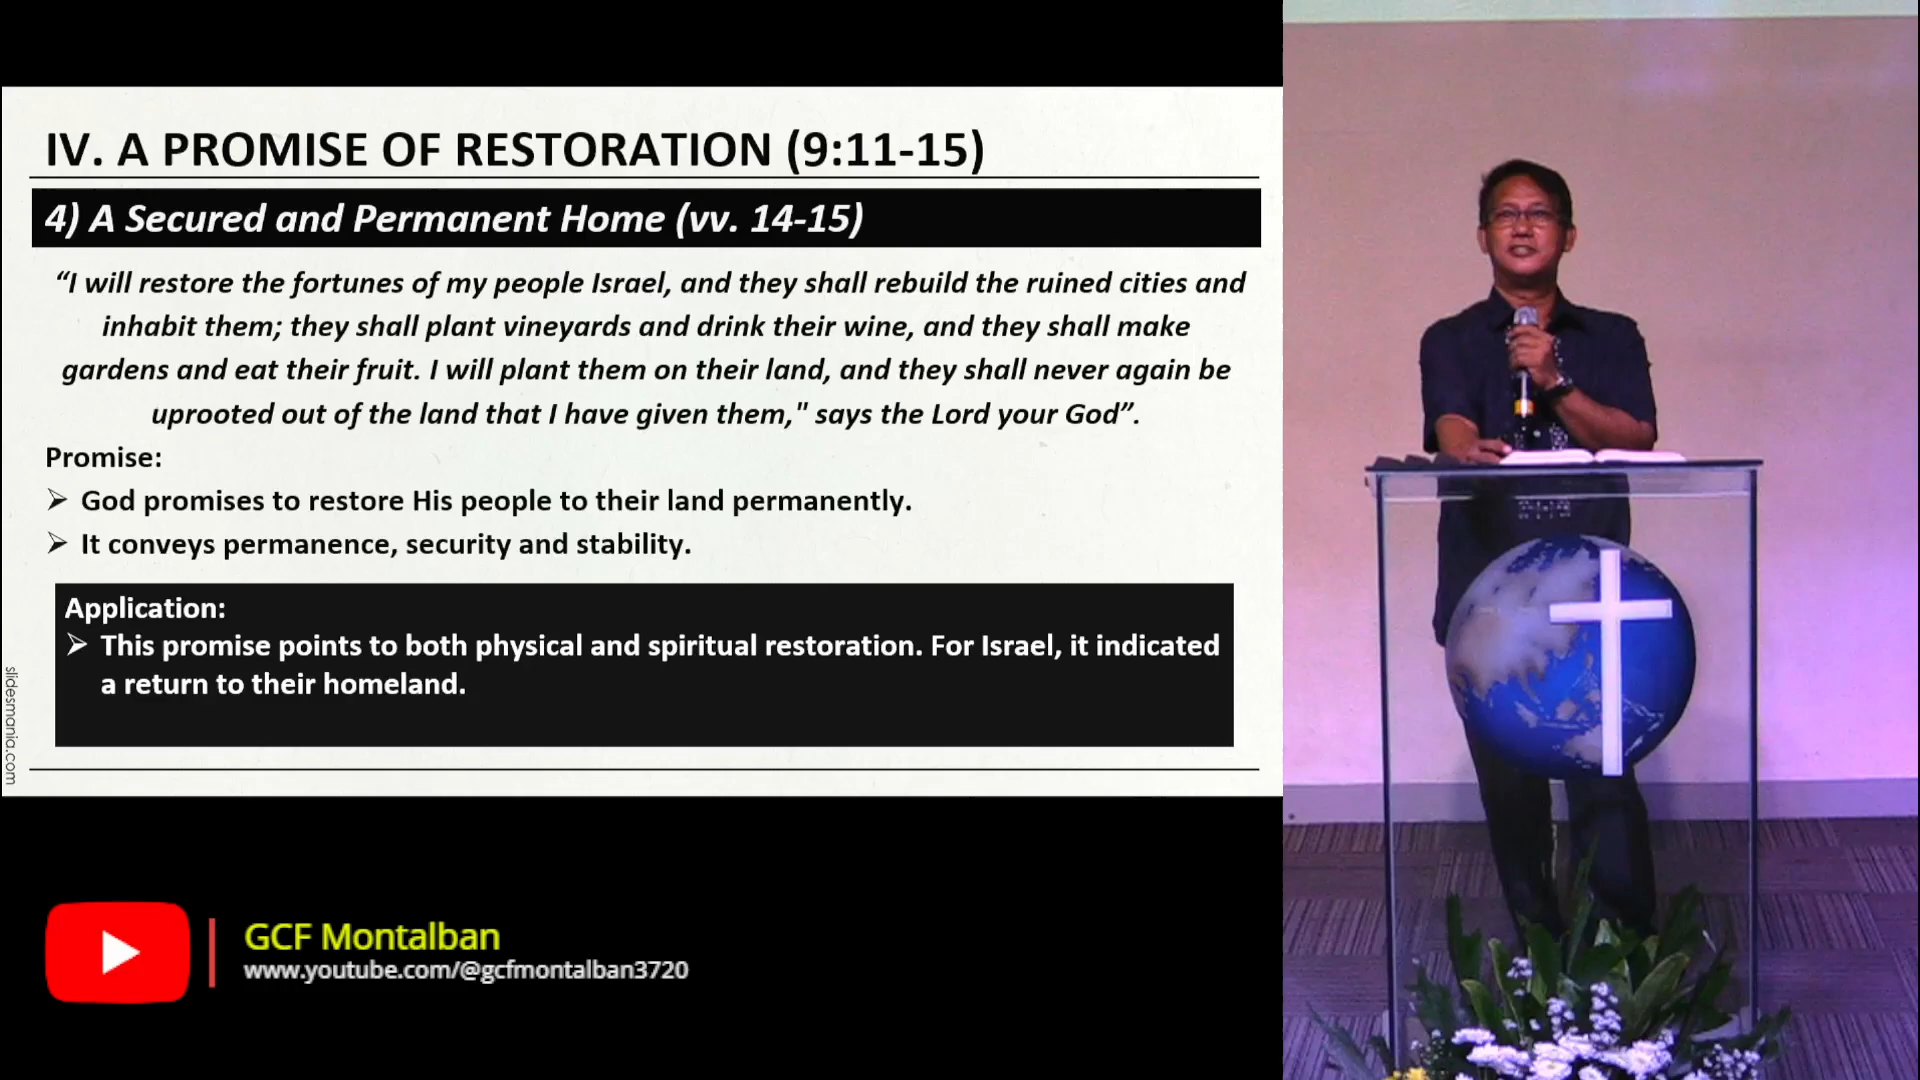 IV. A PROMISE OF RESTORATION (9:11-15)
4) A Secured and Permanent Home (vv. 14-15)
“I will restore the fortunes of my people Israel, and they shall rebuild the ruined cities and
inhabit them; they shall plant vineyards and drink their wine, and they shall make
gardens and eat their fruit. I will plant them on their land, and they shall never again be
uprooted out of the land that I have given them," says the Lord your God”.
Promise:
➢ God promises to restore His people to their land permanently.
➢ It conveys permanence, security and stability.
Application:
➢ This promise points to both physical and spiritual restoration. For Israel, it indicated
a return to their homeland.
slidesmania.com
GCF Montalban
www.youtube.com/@gcfmontalban3720